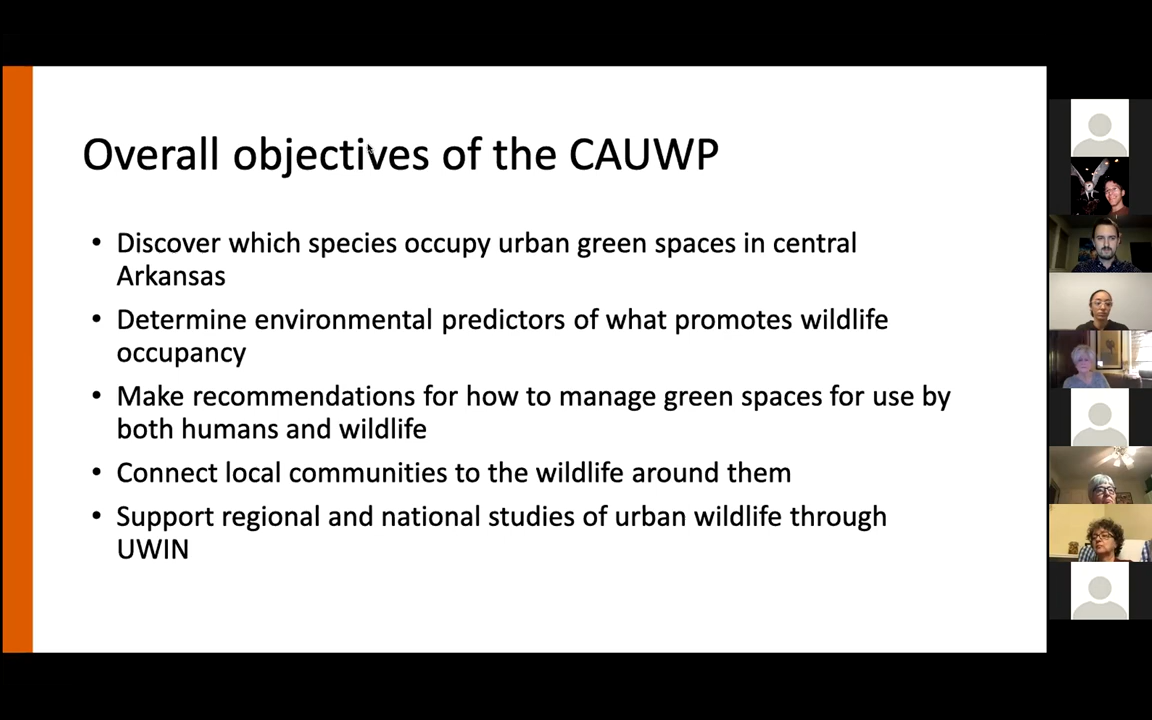 Overall objectives of the CAUWP
• Discover which species occupy urban green spaces in central
Arkansas
• Determine environmental predictors of what promotes wildlife
occupancy
• Make recommendations for how to manage green spaces for use by
both humans and wildlife
• Connect local communities to the wildlife around them
• Support regional and national studies of urban wildlife through
UWIN